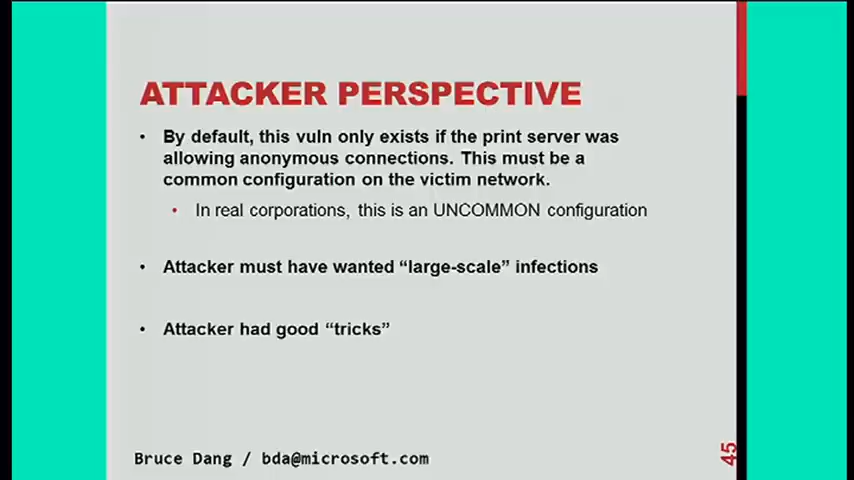 ATTACKER PERSPECTIVE
• By default, this vuln only exists if the print server was
allowing anonymous connections. This must be a
common configuration on the victim network.
• In real corporations, this is an UNCOMMON configuration
• Attacker must have wanted “large-scale” infections
• Attacker had good “tricks”
Bruce Dang / bda@microsoft.com
45